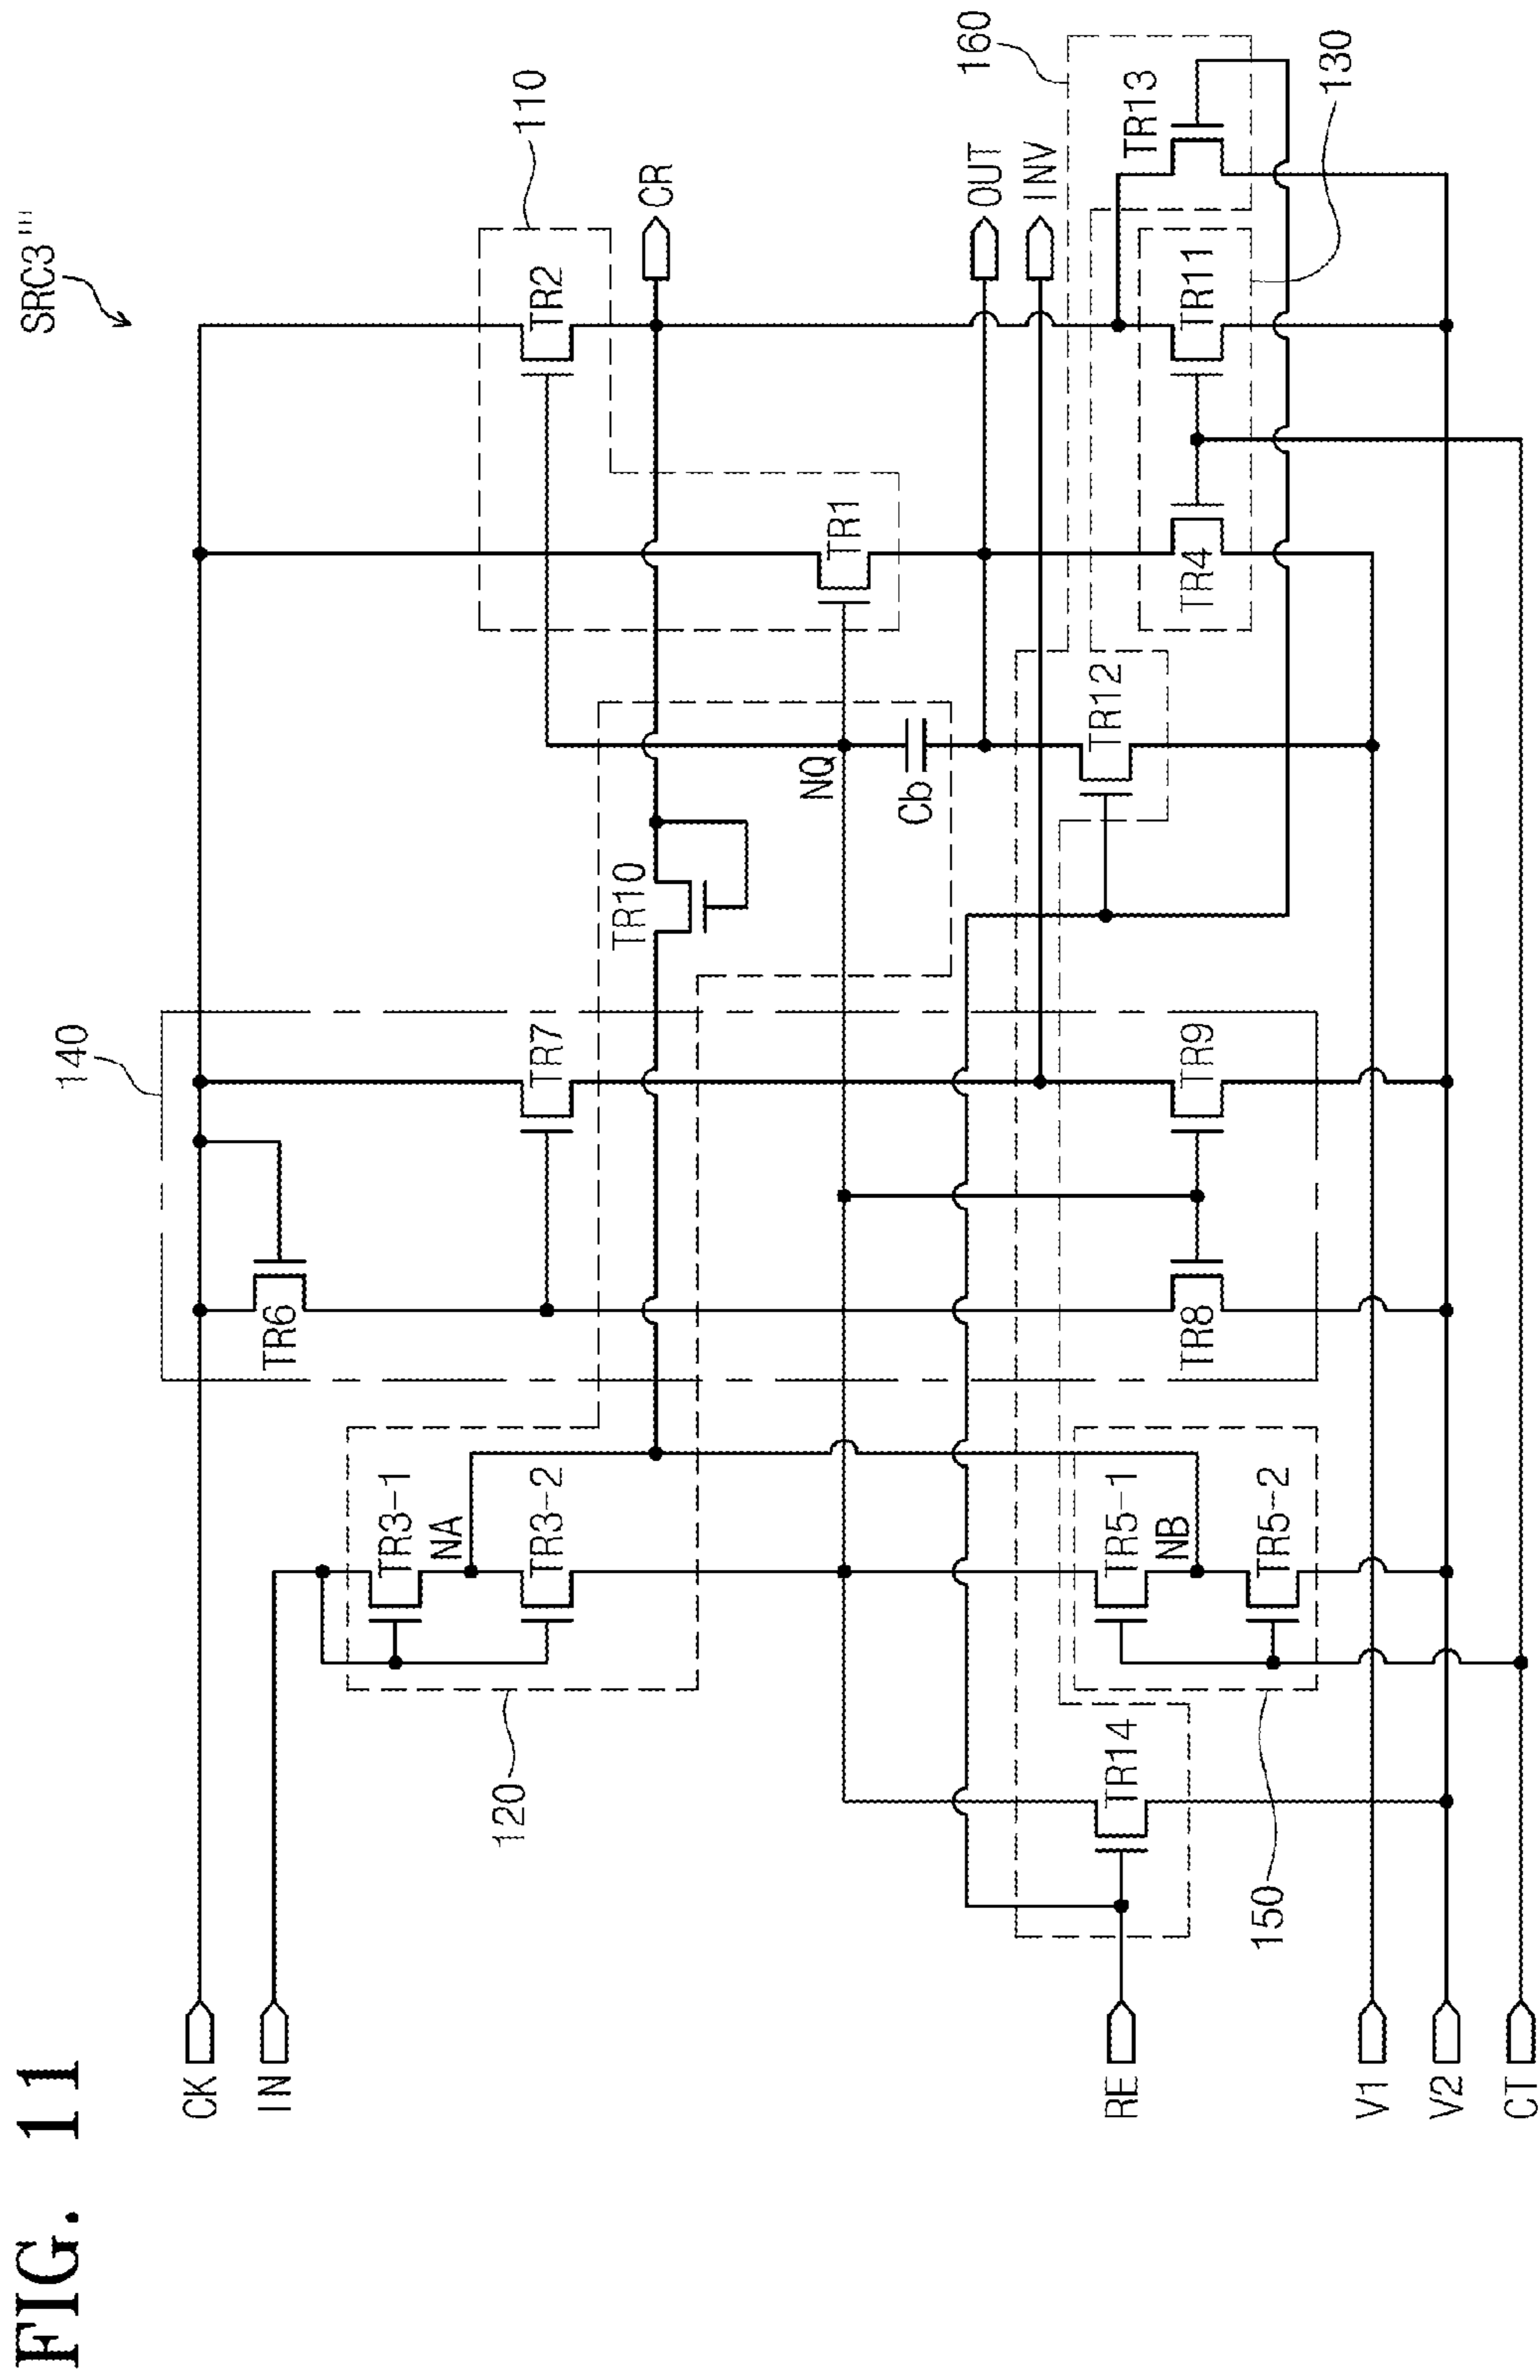 FIG. 11
SRC3'''
CK
IN
RE
V1
V2
CT
140
120
150
110
160
130
TR6
TR7
TR2
CR
TR3-1
NA
TR3-2
TR10
NQ
Cb
TR1
OUT
INV
TR14
TR5-1
NB
TR5-2
TR8
TR9
TR12
TR4
TR11
TR13